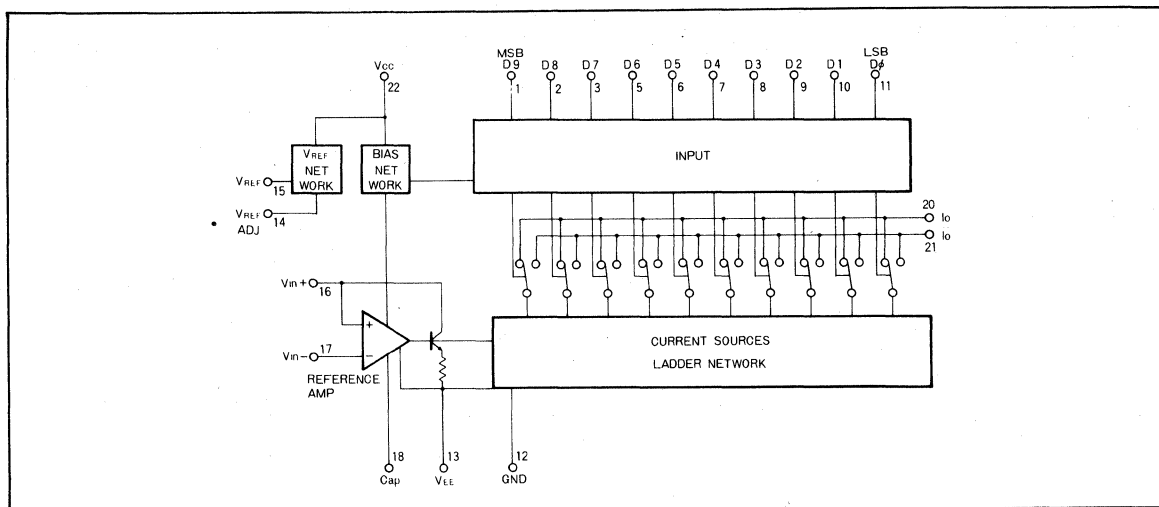 MSB LSB
D9 D8 D7 D6 D5 D4 D3 D2 D1 Dϕ
1 2 3 5 6 7 8 9 10 11
Vcc
22
VREF
NET
WORK
BIAS
NET
WORK
INPUT
VREF
15
VREF
ADJ
14
20
Io
Io
21
Vin+
16
Vin-
17
+
-
REFERENCE
AMP
CURRENT SOURCES
LADDER NETWORK
18
Cap
13
VEE
12
GND